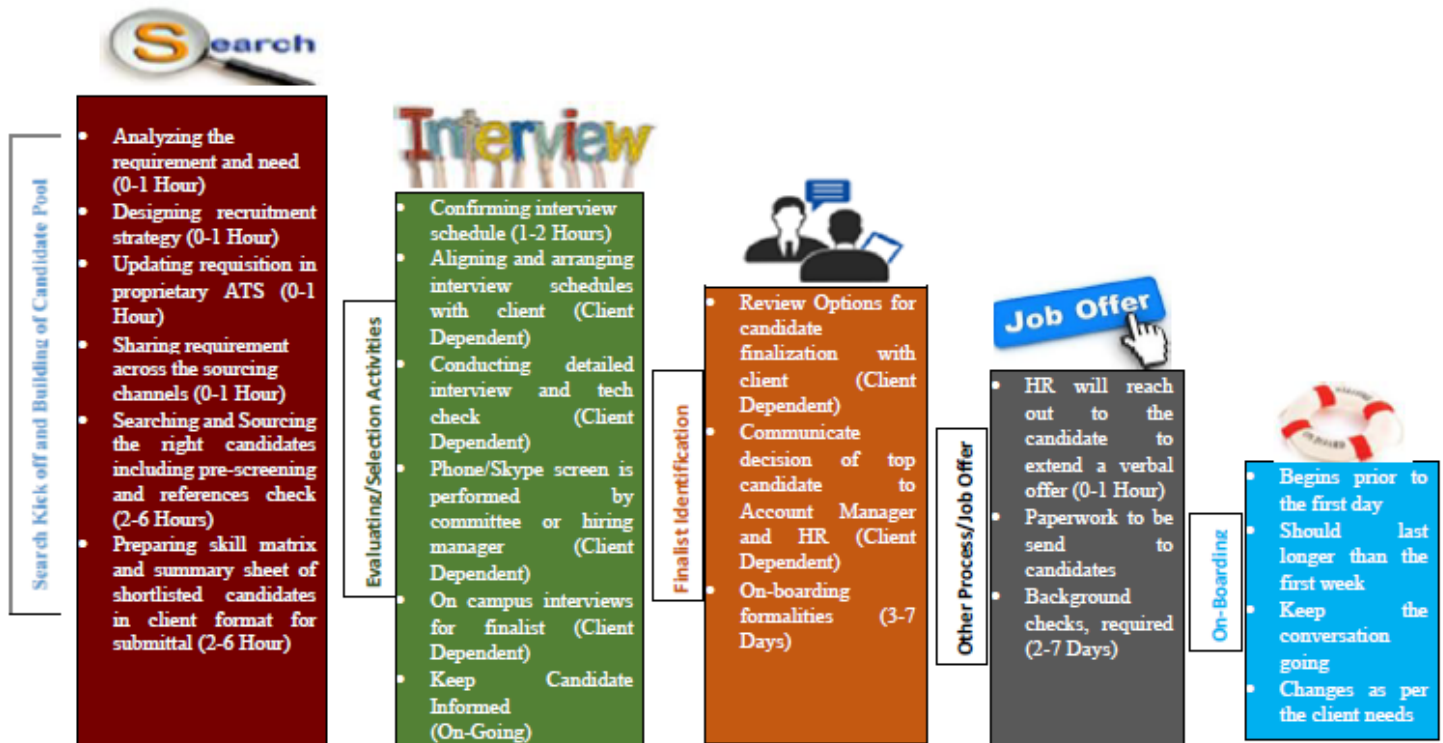 Search
Search Kick off and Building of Candidate Pool
• Analyzing the
requirement and need
(0-1 Hour)
• Designing recruitment
strategy (0-1 Hour)
• Updating requisition in
proprietary ATS (0-1
Hour)
• Sharing requirement
across the sourcing
channels (0-1 Hour)
• Searching and Sourcing
the right candidates
including pre-screening
and references check
(2-6 Hours)
• Preparing skill matrix
and summary sheet of
shortlisted candidates
in client format for
submittal (2-6 Hour)
Interview
Evaluating/Selection Activities
• Confirming interview
schedule (1-2 Hours)
• Aligning and arranging
interview schedules
with client (Client
Dependent)
• Conducting detailed
interview and tech
check (Client
Dependent)
• Phone/Skype screen is
performed by
committee or hiring
manager (Client
Dependent)
• On campus interviews
for finalist (Client
Dependent)
• Keep Candidate
Informed
(On-Going)
Finalist Identification
• Review Options for
candidate
finalization with
client (Client
Dependent)
• Communicate
decision of top
candidate to
Account Manager
and HR (Client
Dependent)
• On-boarding
formalities (3-7
Days)
Job Offer
Other Process/Job Offer
• HR will reach
out to the
candidate to
extend a verbal
offer (0-1 Hour)
• Paperwork to be
send to
candidates
• Background
checks, required
(2-7 Days)
On-Boarding
• Begins prior to
the first day
• Should last
longer than the
first week
• Keep the
conversation
going
• Changes as per
the client needs